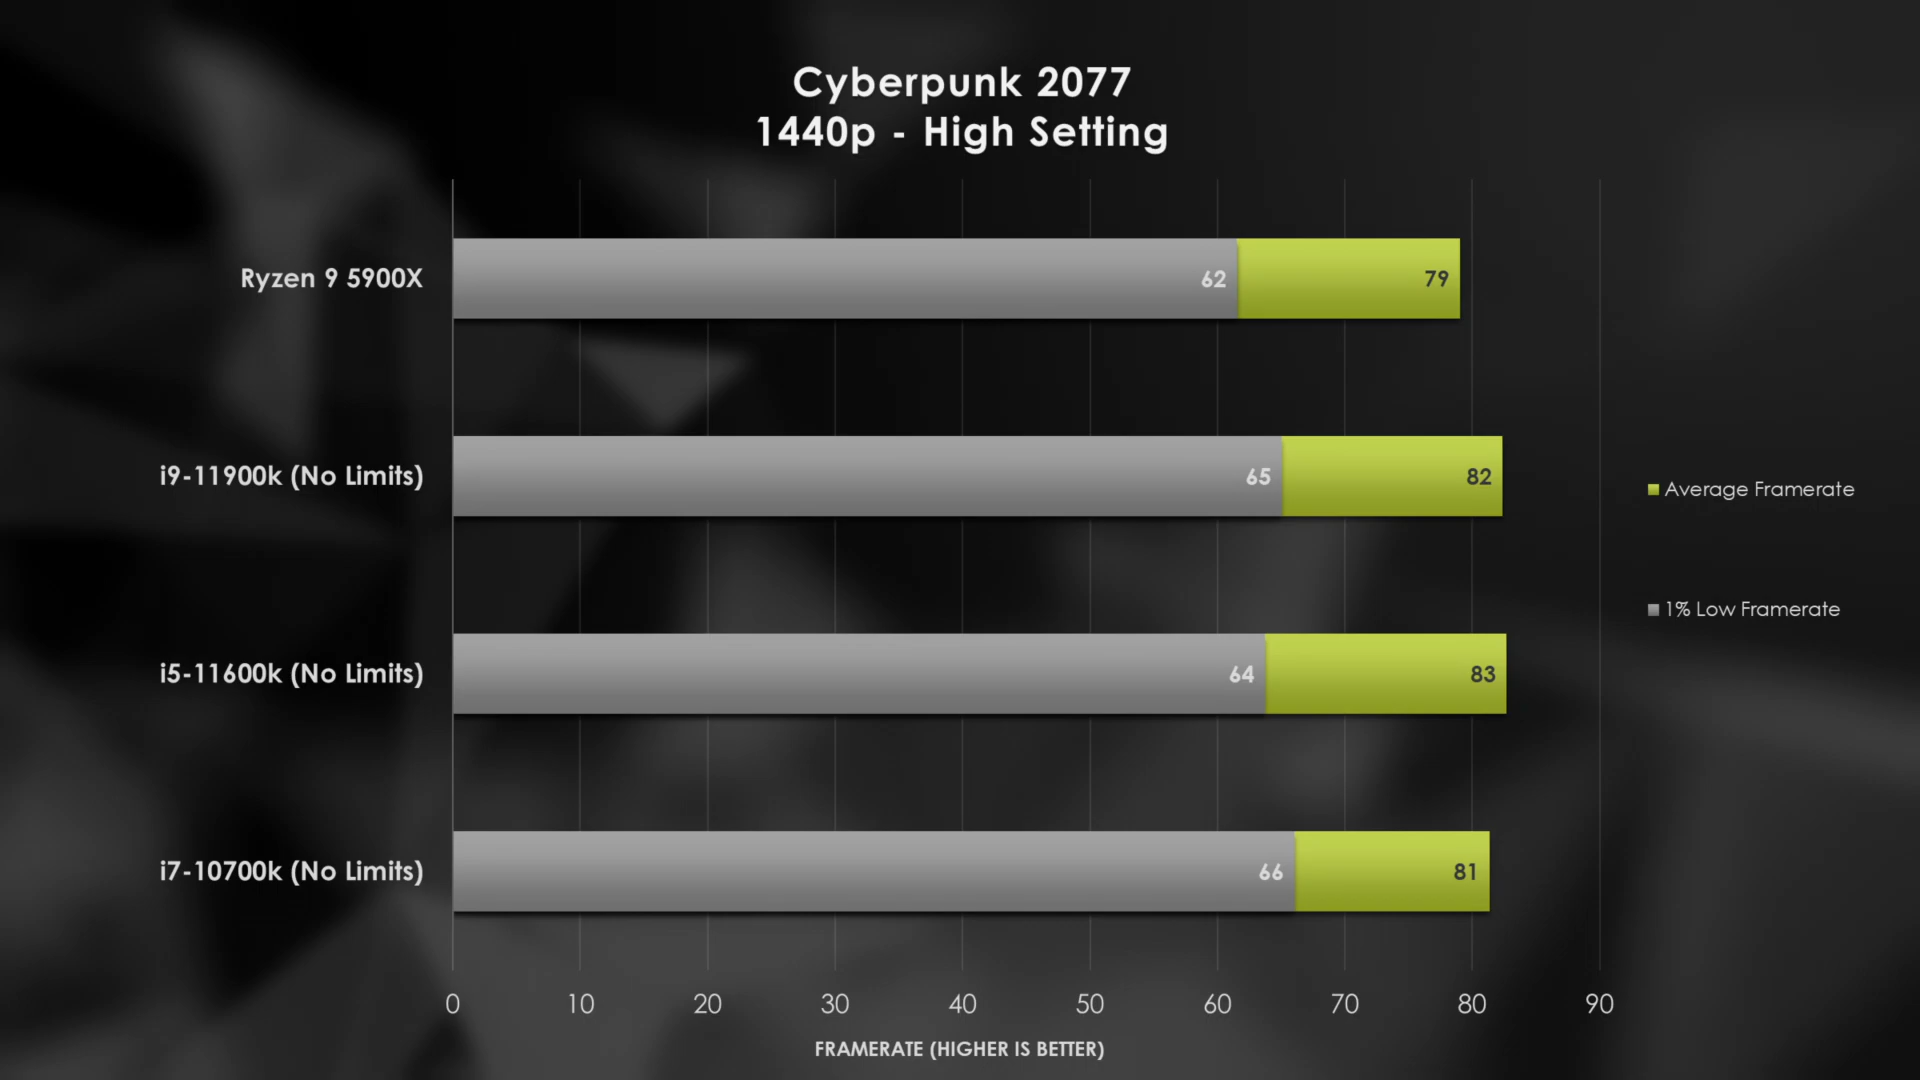 Cyberpunk 2077
1440p - High Setting
Ryzen 9 5900X
62
79
i9-11900k (No Limits)
65
82
Average Framerate
1% Low Framerate
i5-11600k (No Limits)
64
83
i7-10700k (No Limits)
66
81
0 10 20 30 40 50 60 70 80 90
FRAMERATE (HIGHER IS BETTER)